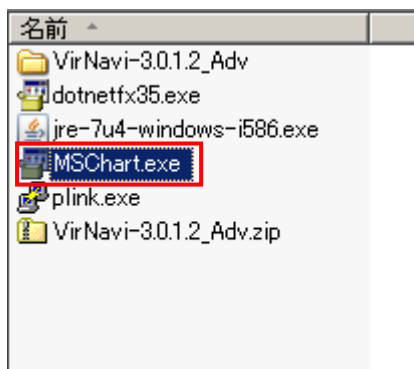 名前
VirNavi-3.0.1.2_Adv
dotnetfx35.exe
jre-7u4-windows-i586.exe
MSChart.exe
plink.exe
VirNavi-3.0.1.2_Adv.zip